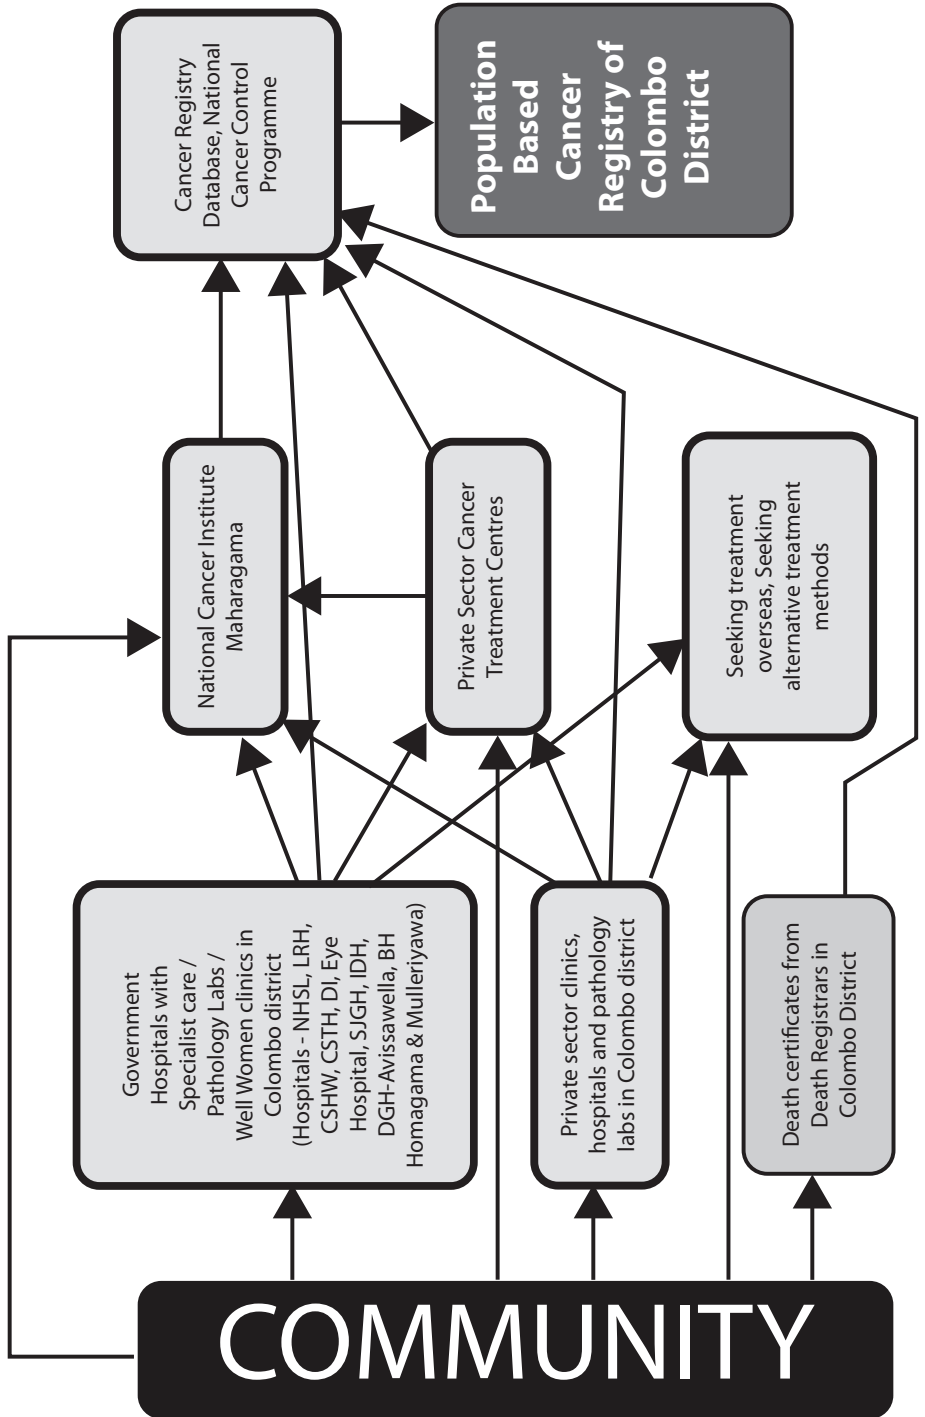 COMMUNITY
Government
Hospitals with
Specialist care /
Pathology Labs /
Well Women clinics in
Colombo district
(Hospitals - NHSL, LRH,
CSHW, CSTH, DI, Eye
Hospital, SJGH, IDH,
DGH-Avissawella, BH
Homagama & Mulleriyawa)
Private sector clinics,
hospitals and pathology
labs in Colombo district
Death certificates from
Death Registrars in
Colombo District
National Cancer Institute
Maharagama
Private Sector Cancer
Treatment Centres
Seeking treatment
overseas, Seeking
alternative treatment
methods
Cancer Registry
Database, National
Cancer Control
Programme
Population
Based
Cancer
Registry of
Colombo
District